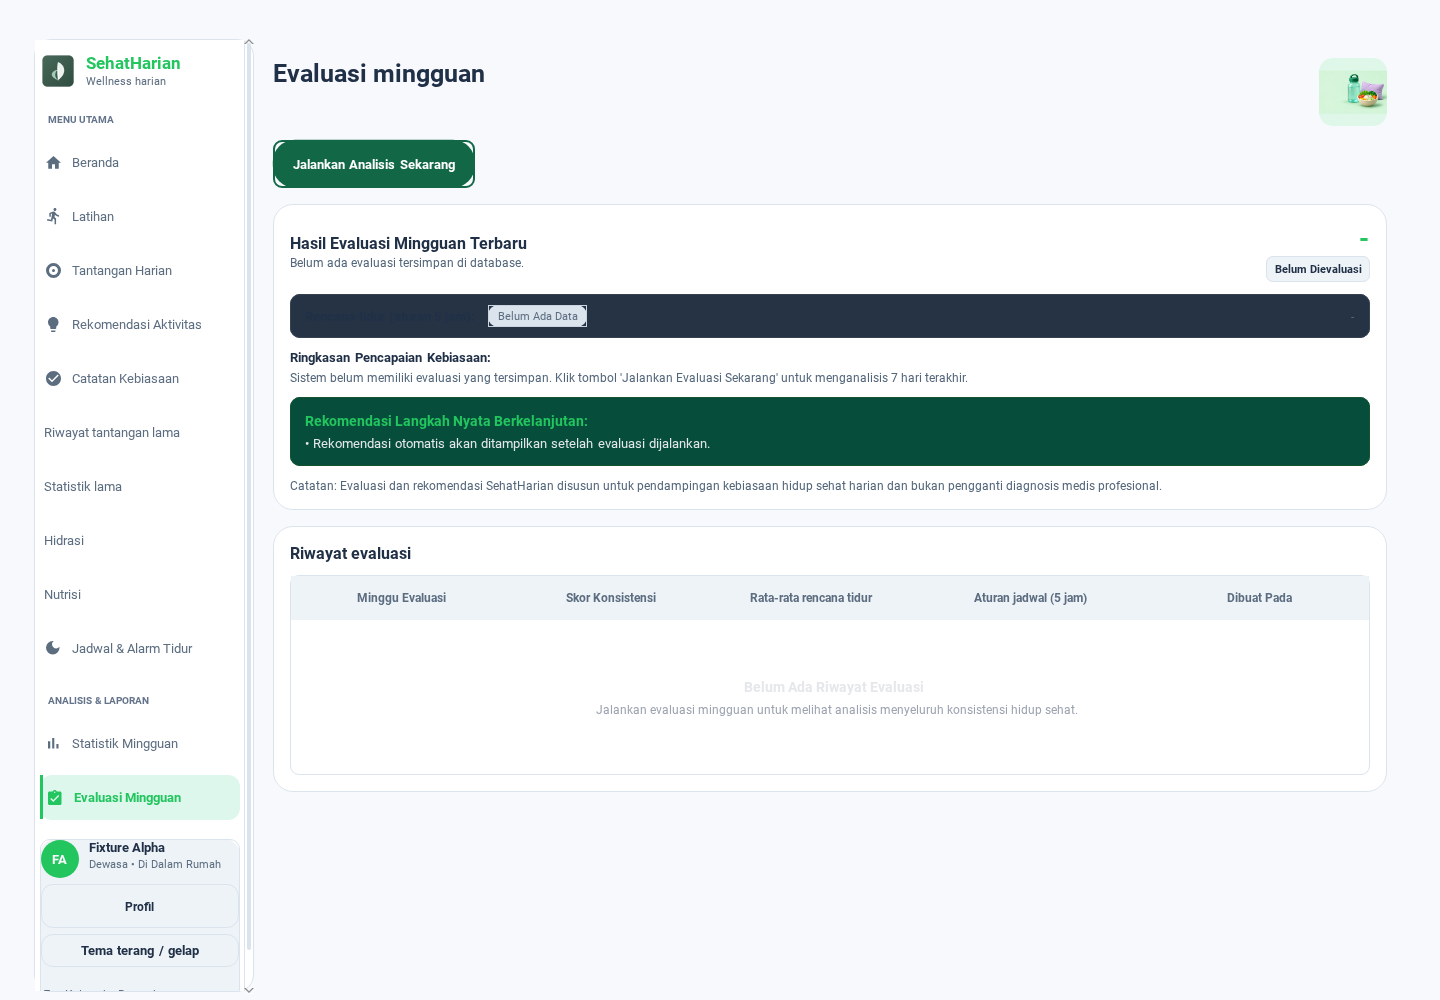 SehatHarian
Wellness harian
MENU UTAMA
Beranda
Latihan
Tantangan Harian
Rekomendasi Aktivitas
Catatan Kebiasaan
Riwayat tantangan lama
Statistik lama
Hidrasi
Nutrisi
Jadwal & Alarm Tidur
ANALISIS & LAPORAN
Statistik Mingguan
Evaluasi Mingguan
FA
Fixture Alpha
Dewasa • Di Dalam Rumah
Profil
Tema terang / gelap
Evaluasi mingguan
Jalankan Analisis Sekarang
Hasil Evaluasi Mingguan Terbaru
Belum ada evaluasi tersimpan di database.
-
Belum Dievaluasi
Belum Ada Data
-
Ringkasan Pencapaian Kebiasaan:
Sistem belum memiliki evaluasi yang tersimpan. Klik tombol 'Jalankan Evaluasi Sekarang' untuk menganalisis 7 hari terakhir.
Rekomendasi Langkah Nyata Berkelanjutan:
• Rekomendasi otomatis akan ditampilkan setelah evaluasi dijalankan.
Catatan: Evaluasi dan rekomendasi SehatHarian disusun untuk pendampingan kebiasaan hidup sehat harian dan bukan pengganti diagnosis medis profesional.
Riwayat evaluasi
Minggu Evaluasi
Skor Konsistensi
Rata-rata rencana tidur
Aturan jadwal (5 jam)
Dibuat Pada
Belum Ada Riwayat Evaluasi
Jalankan evaluasi mingguan untuk melihat analisis menyeluruh konsistensi hidup sehat.